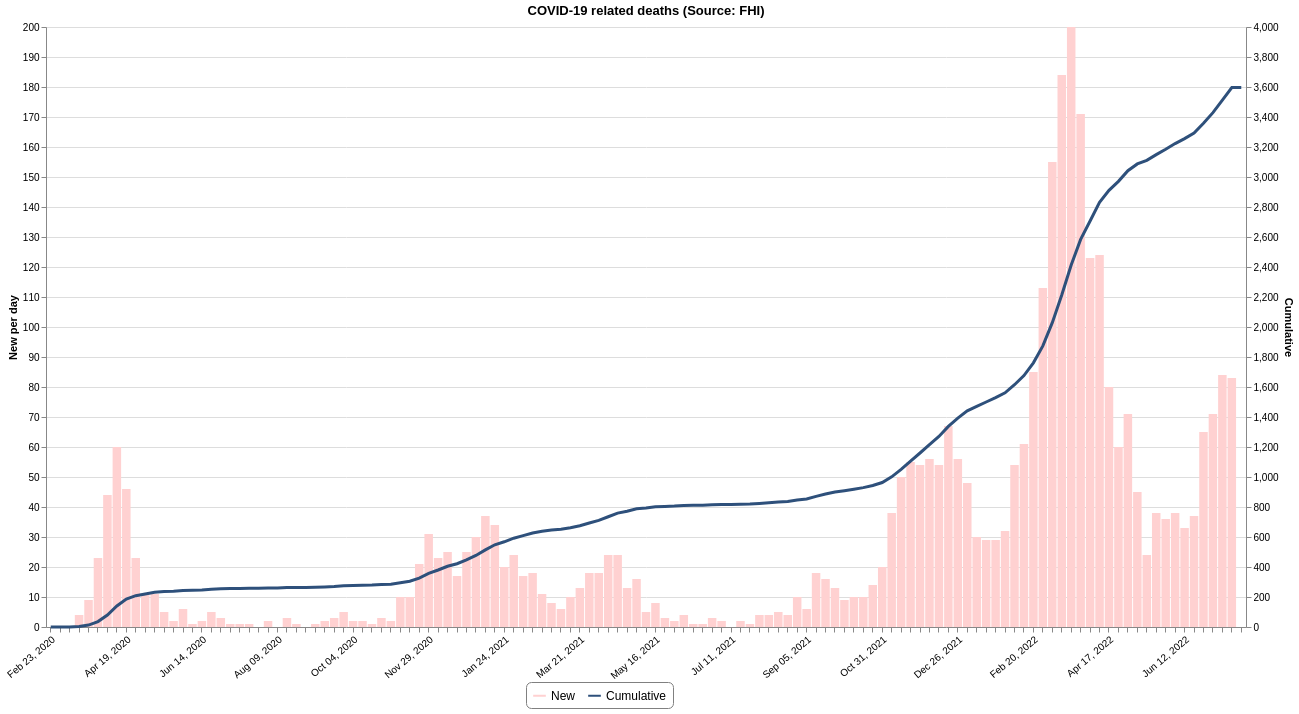 COVID-19 related deaths (Source: FHI)
200
190
180
170
160
150
140
130
120
110
100
90
80
70
60
50
40
30
20
10
0
New per day
4,000
3,800
3,600
3,400
3,200
3,000
2,800
2,600
2,400
2,200
2,000
1,800
1,600
1,400
1,200
1,000
800
600
400
200
0
Cumulative
Feb 23, 2020
Apr 19, 2020
Jun 14, 2020
Aug 09, 2020
Oct 04, 2020
Nov 29, 2020
Jan 24, 2021
Mar 21, 2021
May 16, 2021
Jul 11, 2021
Sep 05, 2021
Oct 31, 2021
Dec 26, 2021
Feb 20, 2022
Apr 17, 2022
Jun 12, 2022
New Cumulative